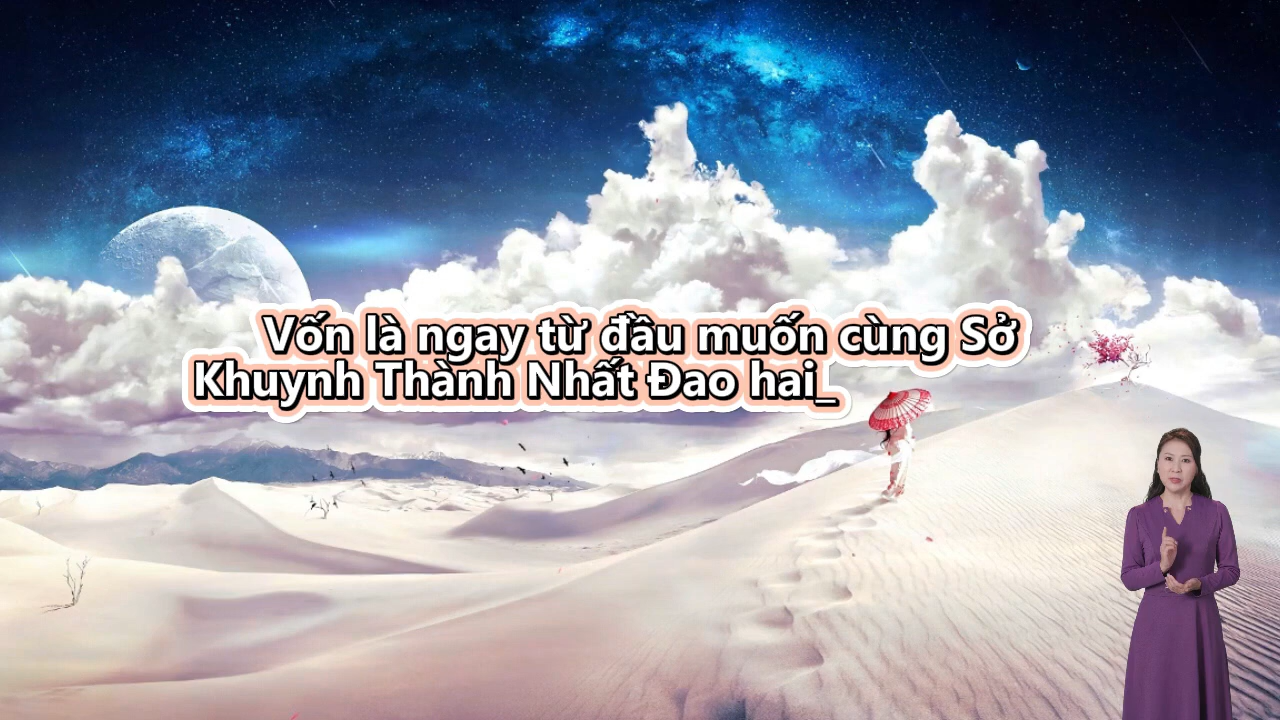 Vốn là ngay từ đầu muốn cùng Sở
Khuynh Thành Nhất Đao hai_